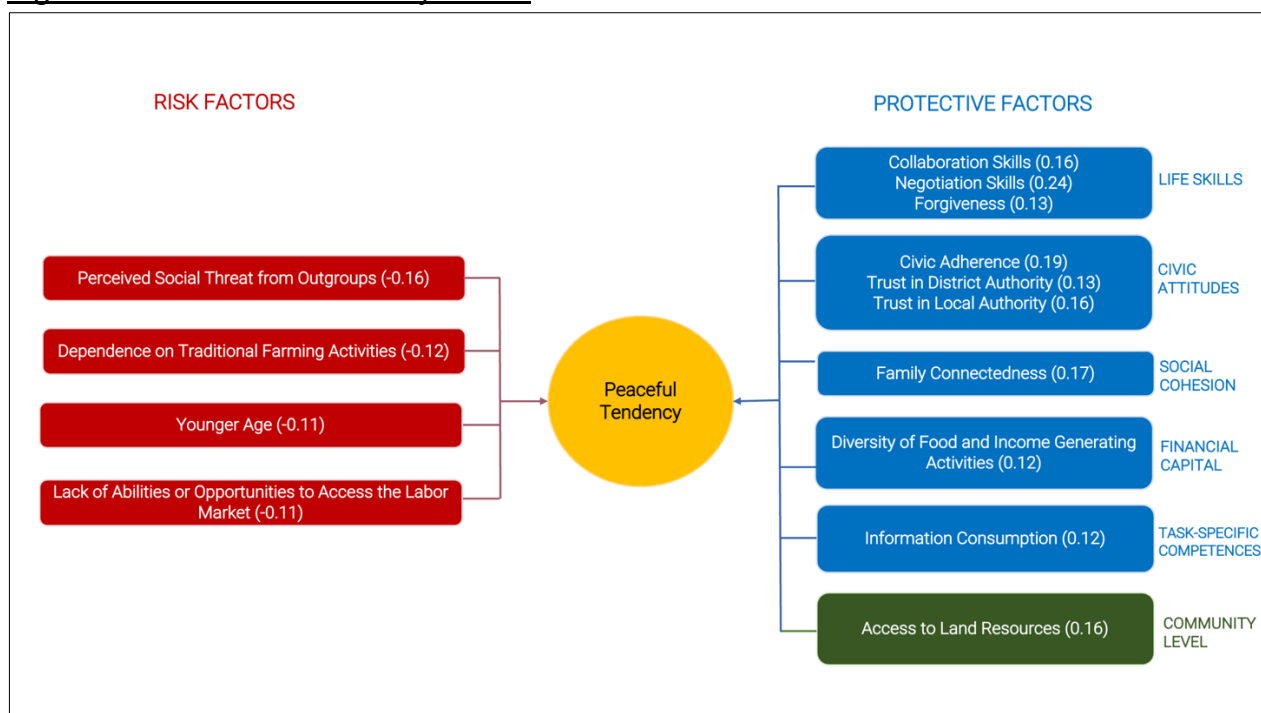 RISK FACTORS
PROTECTIVE FACTORS
Perceived Social Threat from Outgroups (-0.16)
Dependence on Traditional Farming Activities (-0.12)
Younger Age (-0.11)
Lack of Abilities or Opportunities to Access the Labor
Market (-0.11)
Peaceful
Tendency
Collaboration Skills (0.16)
Negotiation Skills (0.24)
Forgiveness (0.13)
LIFE SKILLS
Civic Adherence (0.19)
Trust in District Authority (0.13)
Trust in Local Authority (0.16)
CIVIC
ATTITUDES
Family Connectedness (0.17)
SOCIAL
COHESION
Diversity of Food and Income Generating
Activities (0.12)
FINANCIAL
CAPITAL
Information Consumption (0.12)
TASK-SPECIFIC
COMPETENCES
Access to Land Resources (0.16)
COMMUNITY
LEVEL